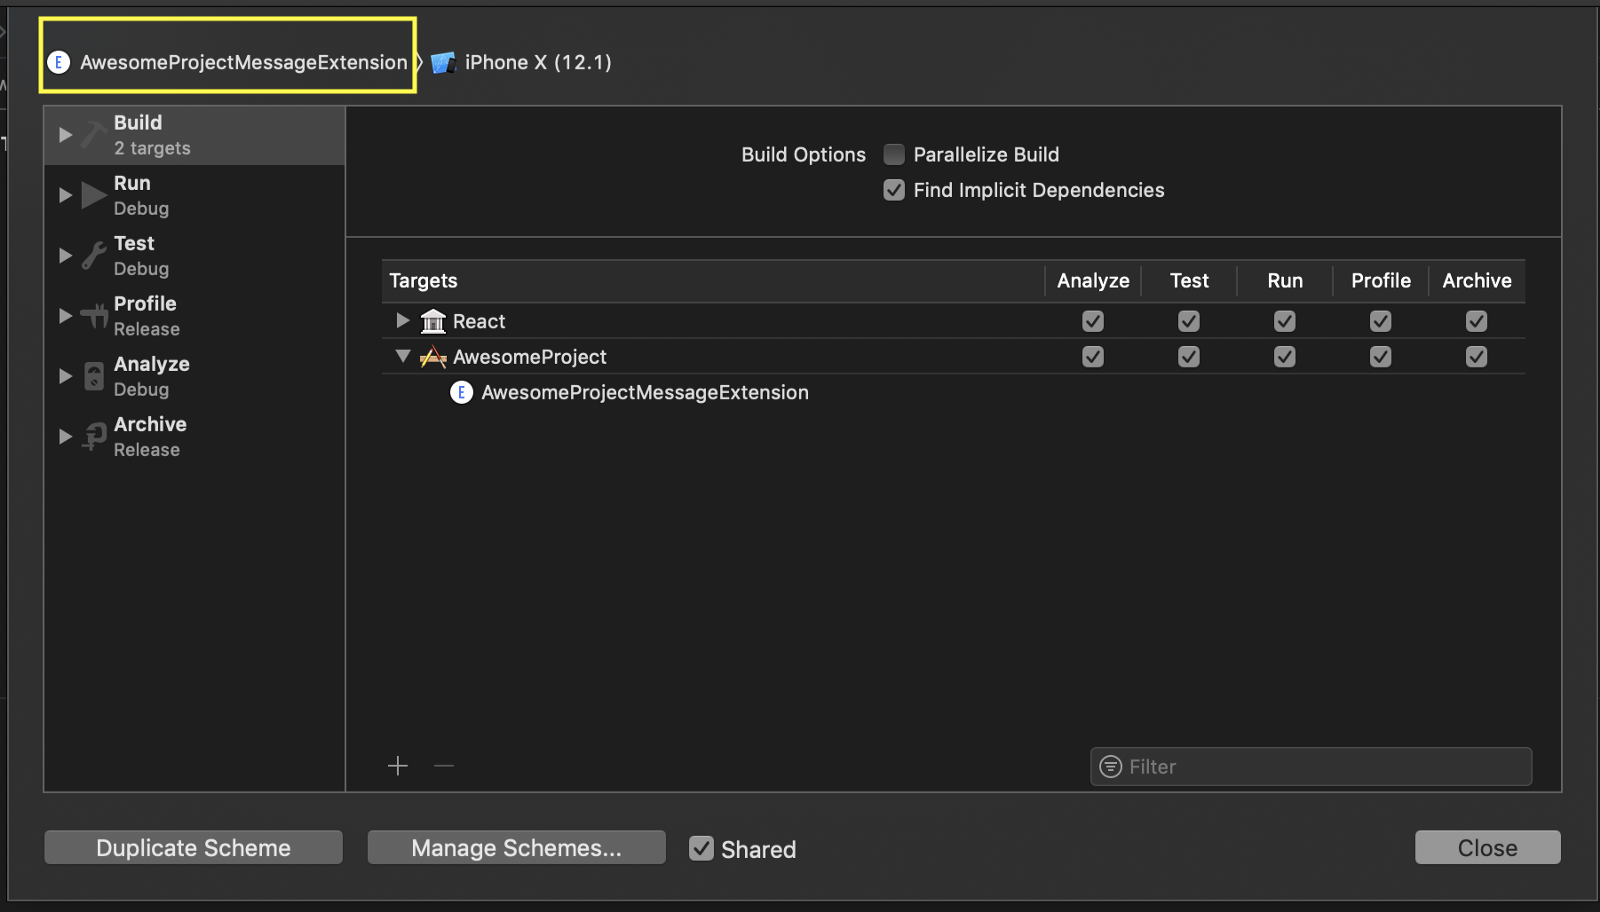 E AwesomeProjectMessageExtension iPhone X (12.1)
Build
2 targets
Run
Debug
Test
Debug
Profile
Release
Analyze
Debug
Archive
Release
Build Options Parallelize Build
Find Implicit Dependencies
Targets Analyze Test Run Profile Archive
React
AwesomeProject
E AwesomeProjectMessageExtension
Filter
Duplicate Scheme Manage Schemes... Shared Close